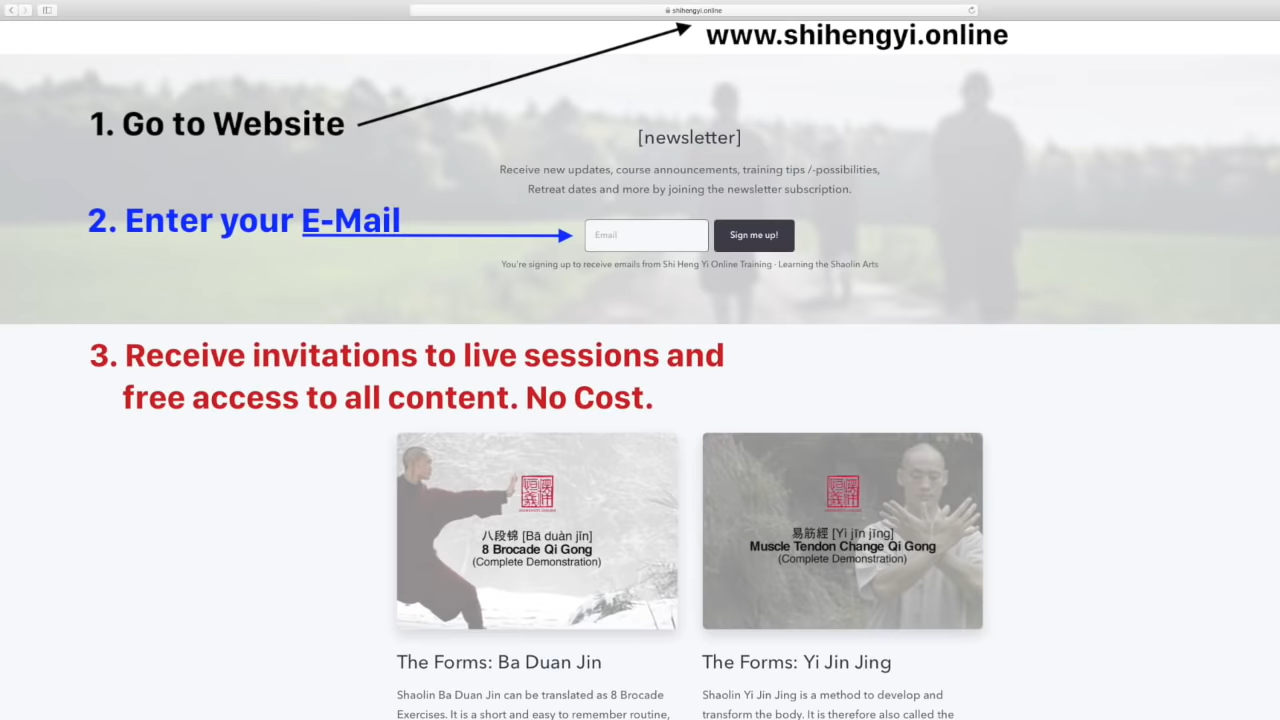 shihengyi.online
www.shihengyi.online
1. Go to Website
[newsletter]
Receive new updates, course announcements, training tips /-possibilities,
Retreat dates and more by joining the newsletter subscription.
2. Enter your E-Mail
Email
Sign me up!
You're signing up to receive emails from Shi Heng Yi Online Training - Learning the Shaolin Arts
3. Receive invitations to live sessions and
free access to all content. No Cost.
八段锦 [Bā duàn jǐn]
8 Brocade Qi Gong
(Complete Demonstration)
易筋經 [Yì jīn jīng]
Muscle Tendon Change Qi Gong
(Complete Demonstration)
The Forms: Ba Duan Jin
Shaolin Ba Duan Jin can be translated as 8 Brocade
Exercises. It is a short and easy to remember routine,
The Forms: Yi Jin Jing
Shaolin Yi Jin Jing is a method to develop and
transform the body. It is therefore also called the